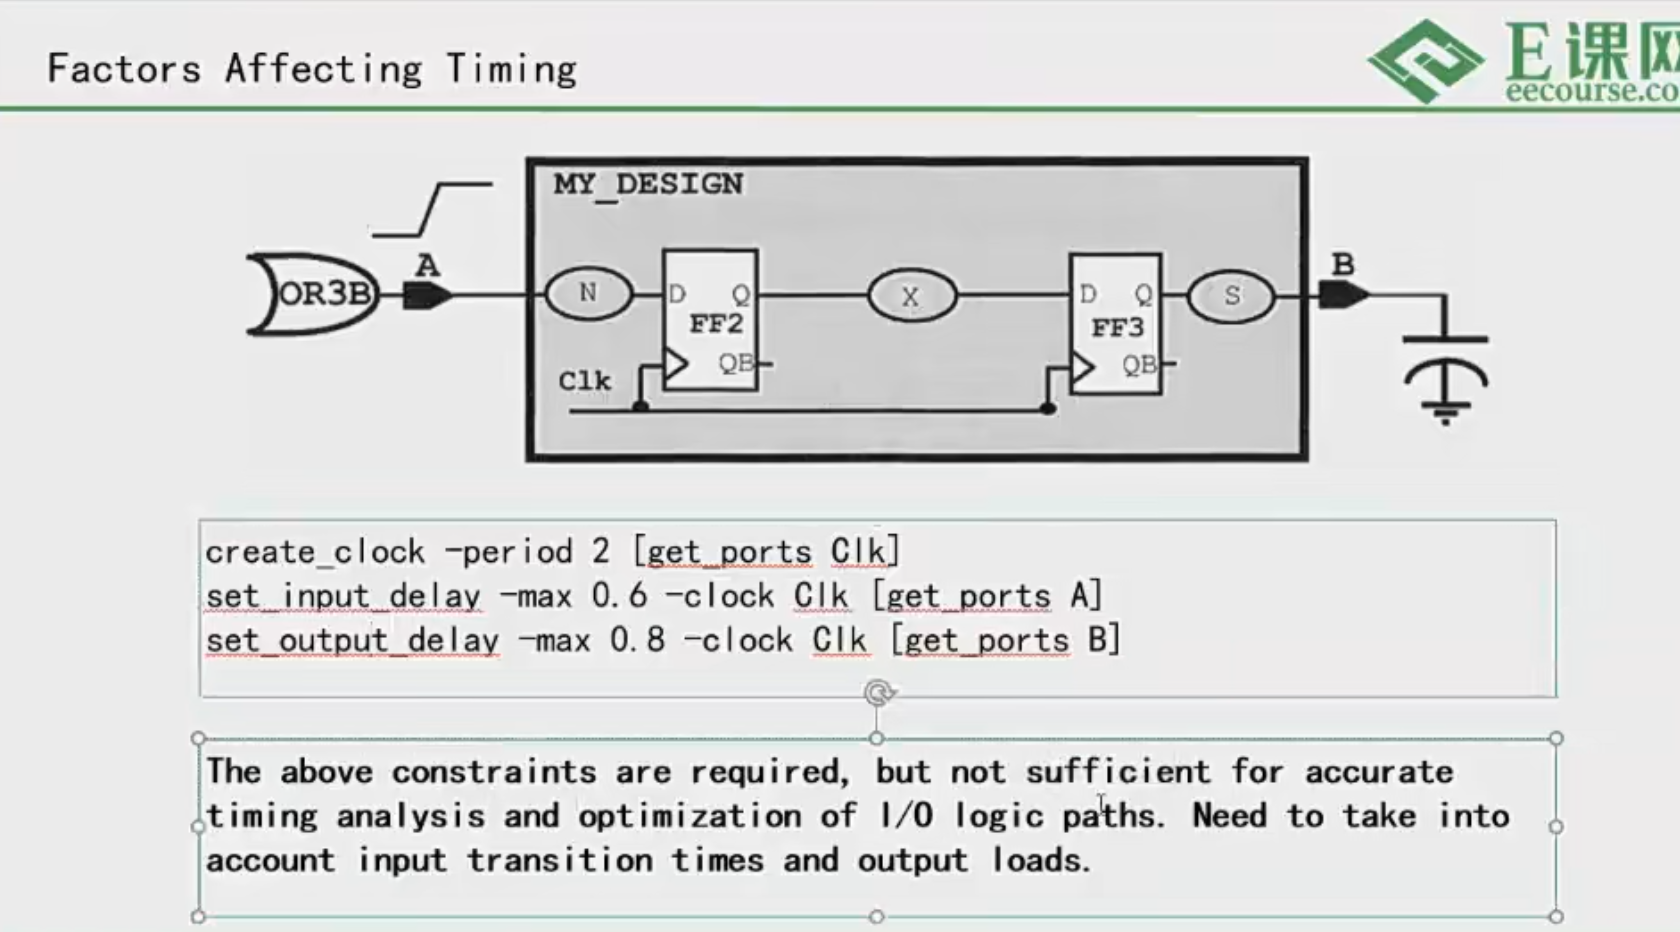 Factors Affecting Timing
E课网
eecourse.co
MY_DESIGN
A
B
OR3B
N
D Q
FF2
QB
X
D Q
FF3
QB
S
Clk
create_clock -period 2 [get_ports Clk]
set_input_delay -max 0.6 -clock Clk [get_ports A]
set_output_delay -max 0.8 -clock Clk [get_ports B]
The above constraints are required, but not sufficient for accurate
timing analysis and optimization of I/O logic paths. Need to take into
account input transition times and output loads.